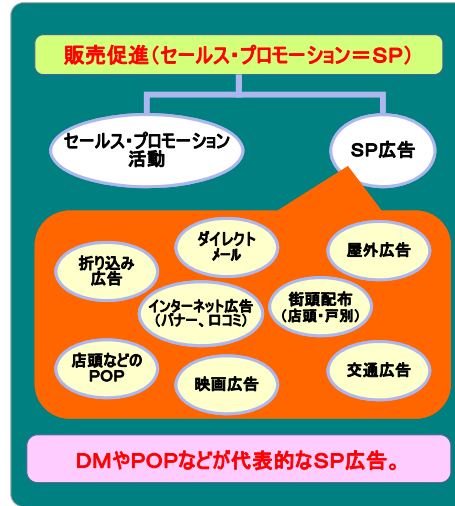 販売促進(セールス・プロモーション=SP)
セールス・プロモーション
活動
SP広告
ダイレクト
メール
屋外広告
折り込み
広告
インターネット広告
(バナー、口コミ)
街頭配布
(店頭・戸別)
店頭などの
POP
映画広告
交通広告
DMやPOPなどが代表的なSP広告。